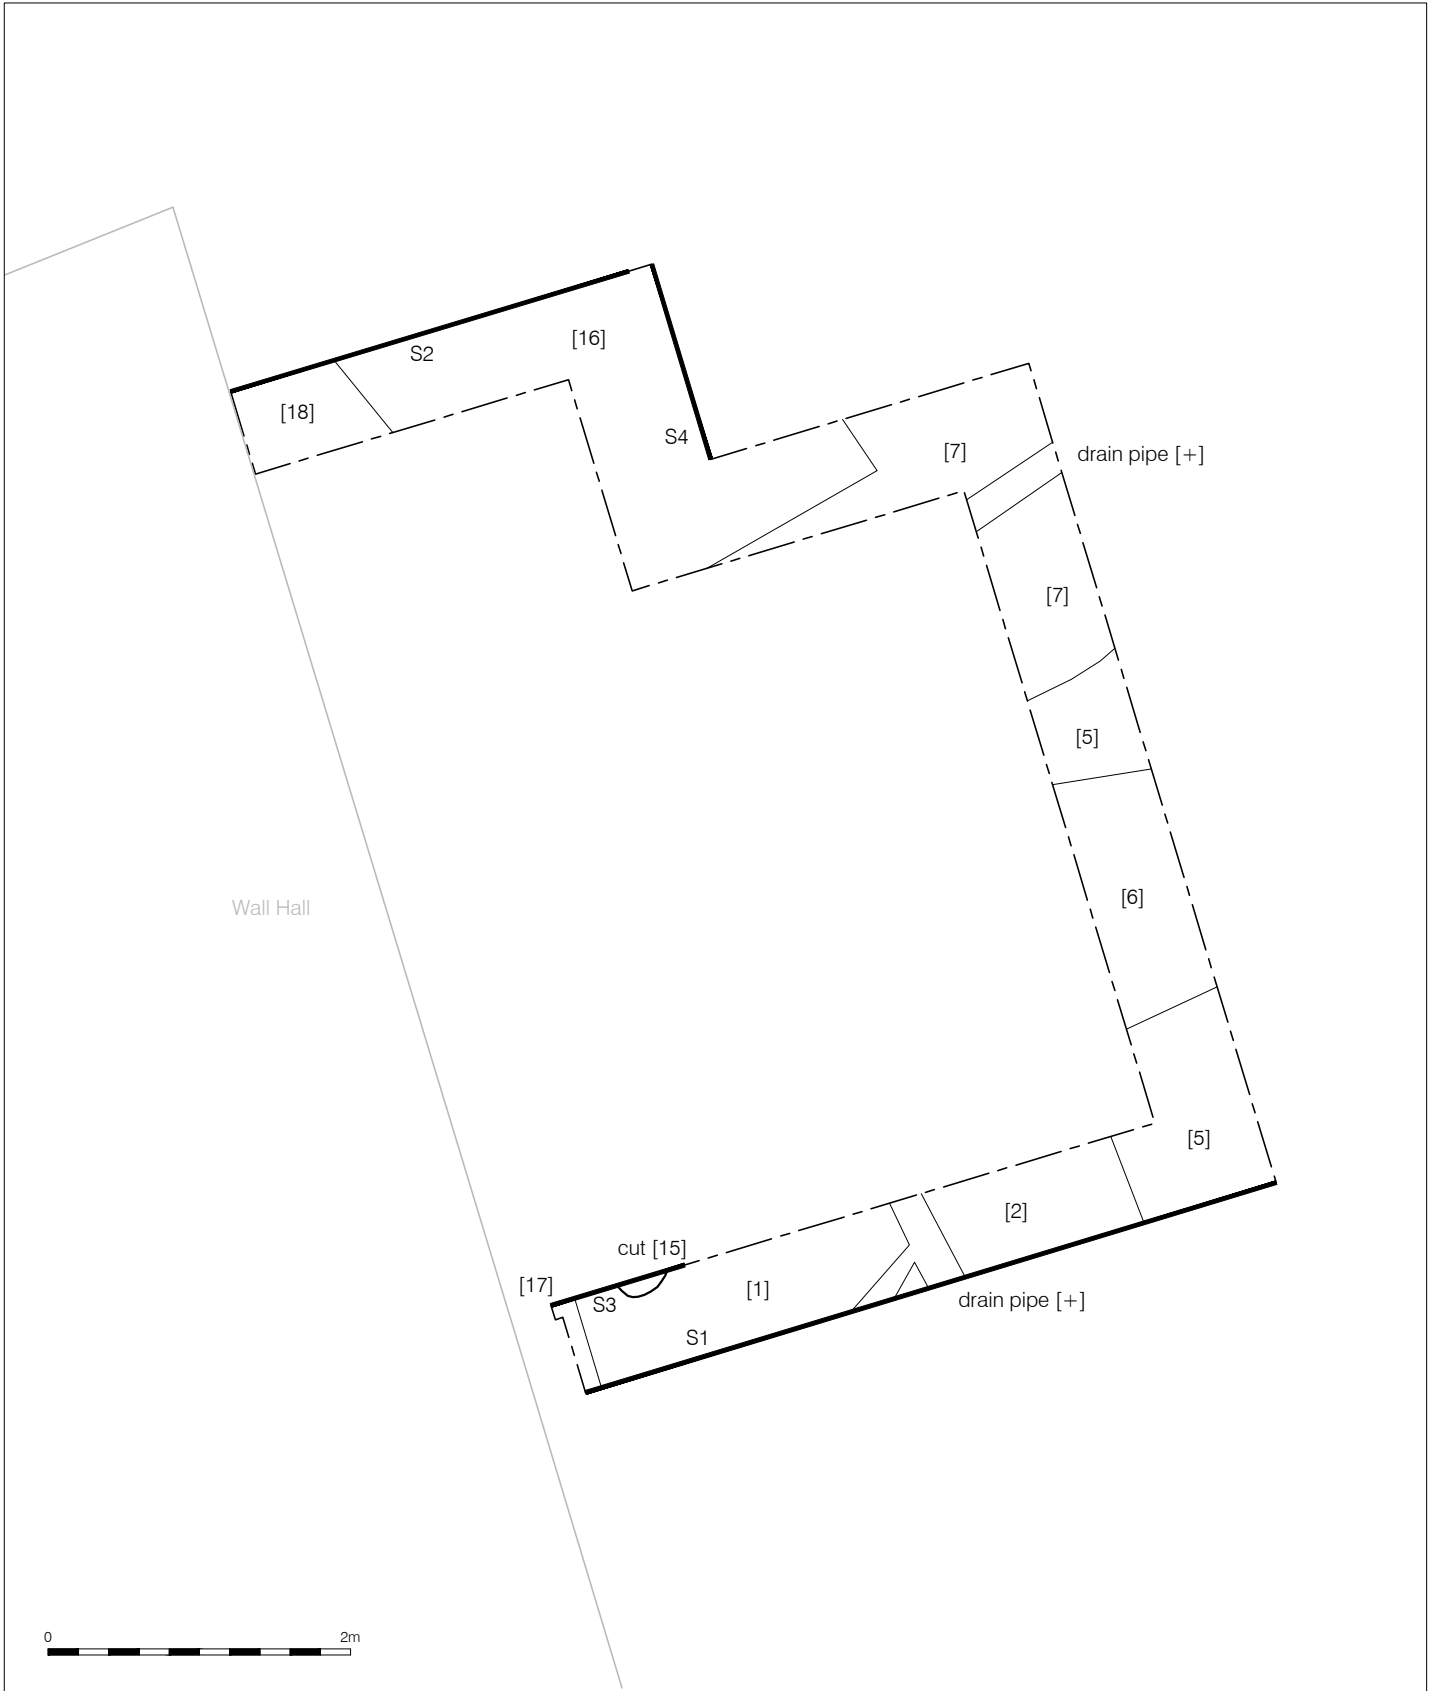 [16]
S2
[18]
S4
[7]
drain pipe [+]
[7]
[5]
[6]
Wall Hall
[5]
[2]
cut [15]
[17]
[1]
S3
drain pipe [+]
S1
0 2m